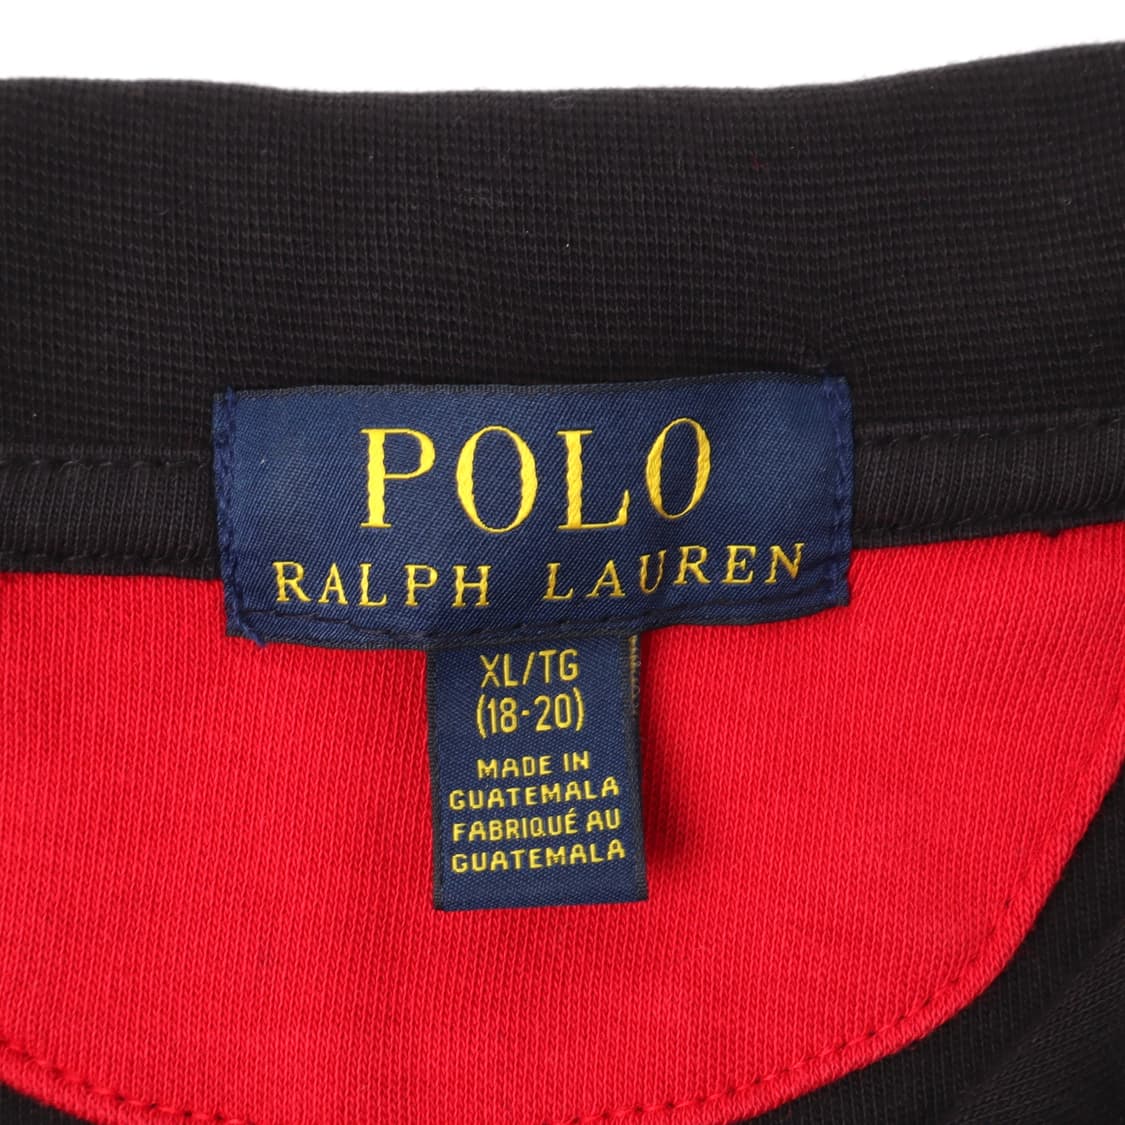 POLO
RALPH LAUREN
XL/TG
(18-20)
MADE IN
GUATEMALA
FABRIQUÉ AU
GUATEMALA